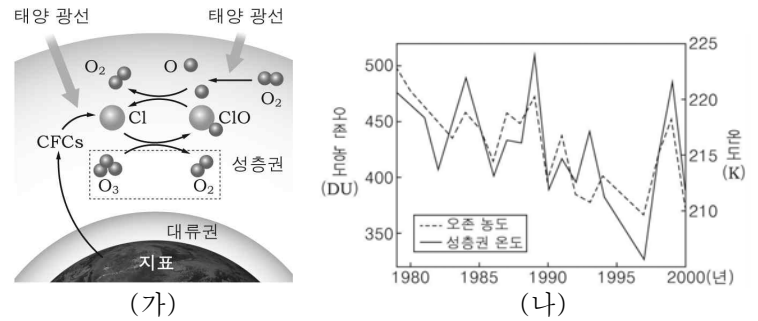 태양 광선 태양 광선
O₂ O
O₂
Cl ClO
CFCs
성층권
O₃ O₂
대류권
지표
(가)
오존 농도
(DU)
500
450
400
350
225
220
215
210
온도
(K)
오존 농도
성층권 온도
1980 1985 1990 1995 2000(년)
(나)